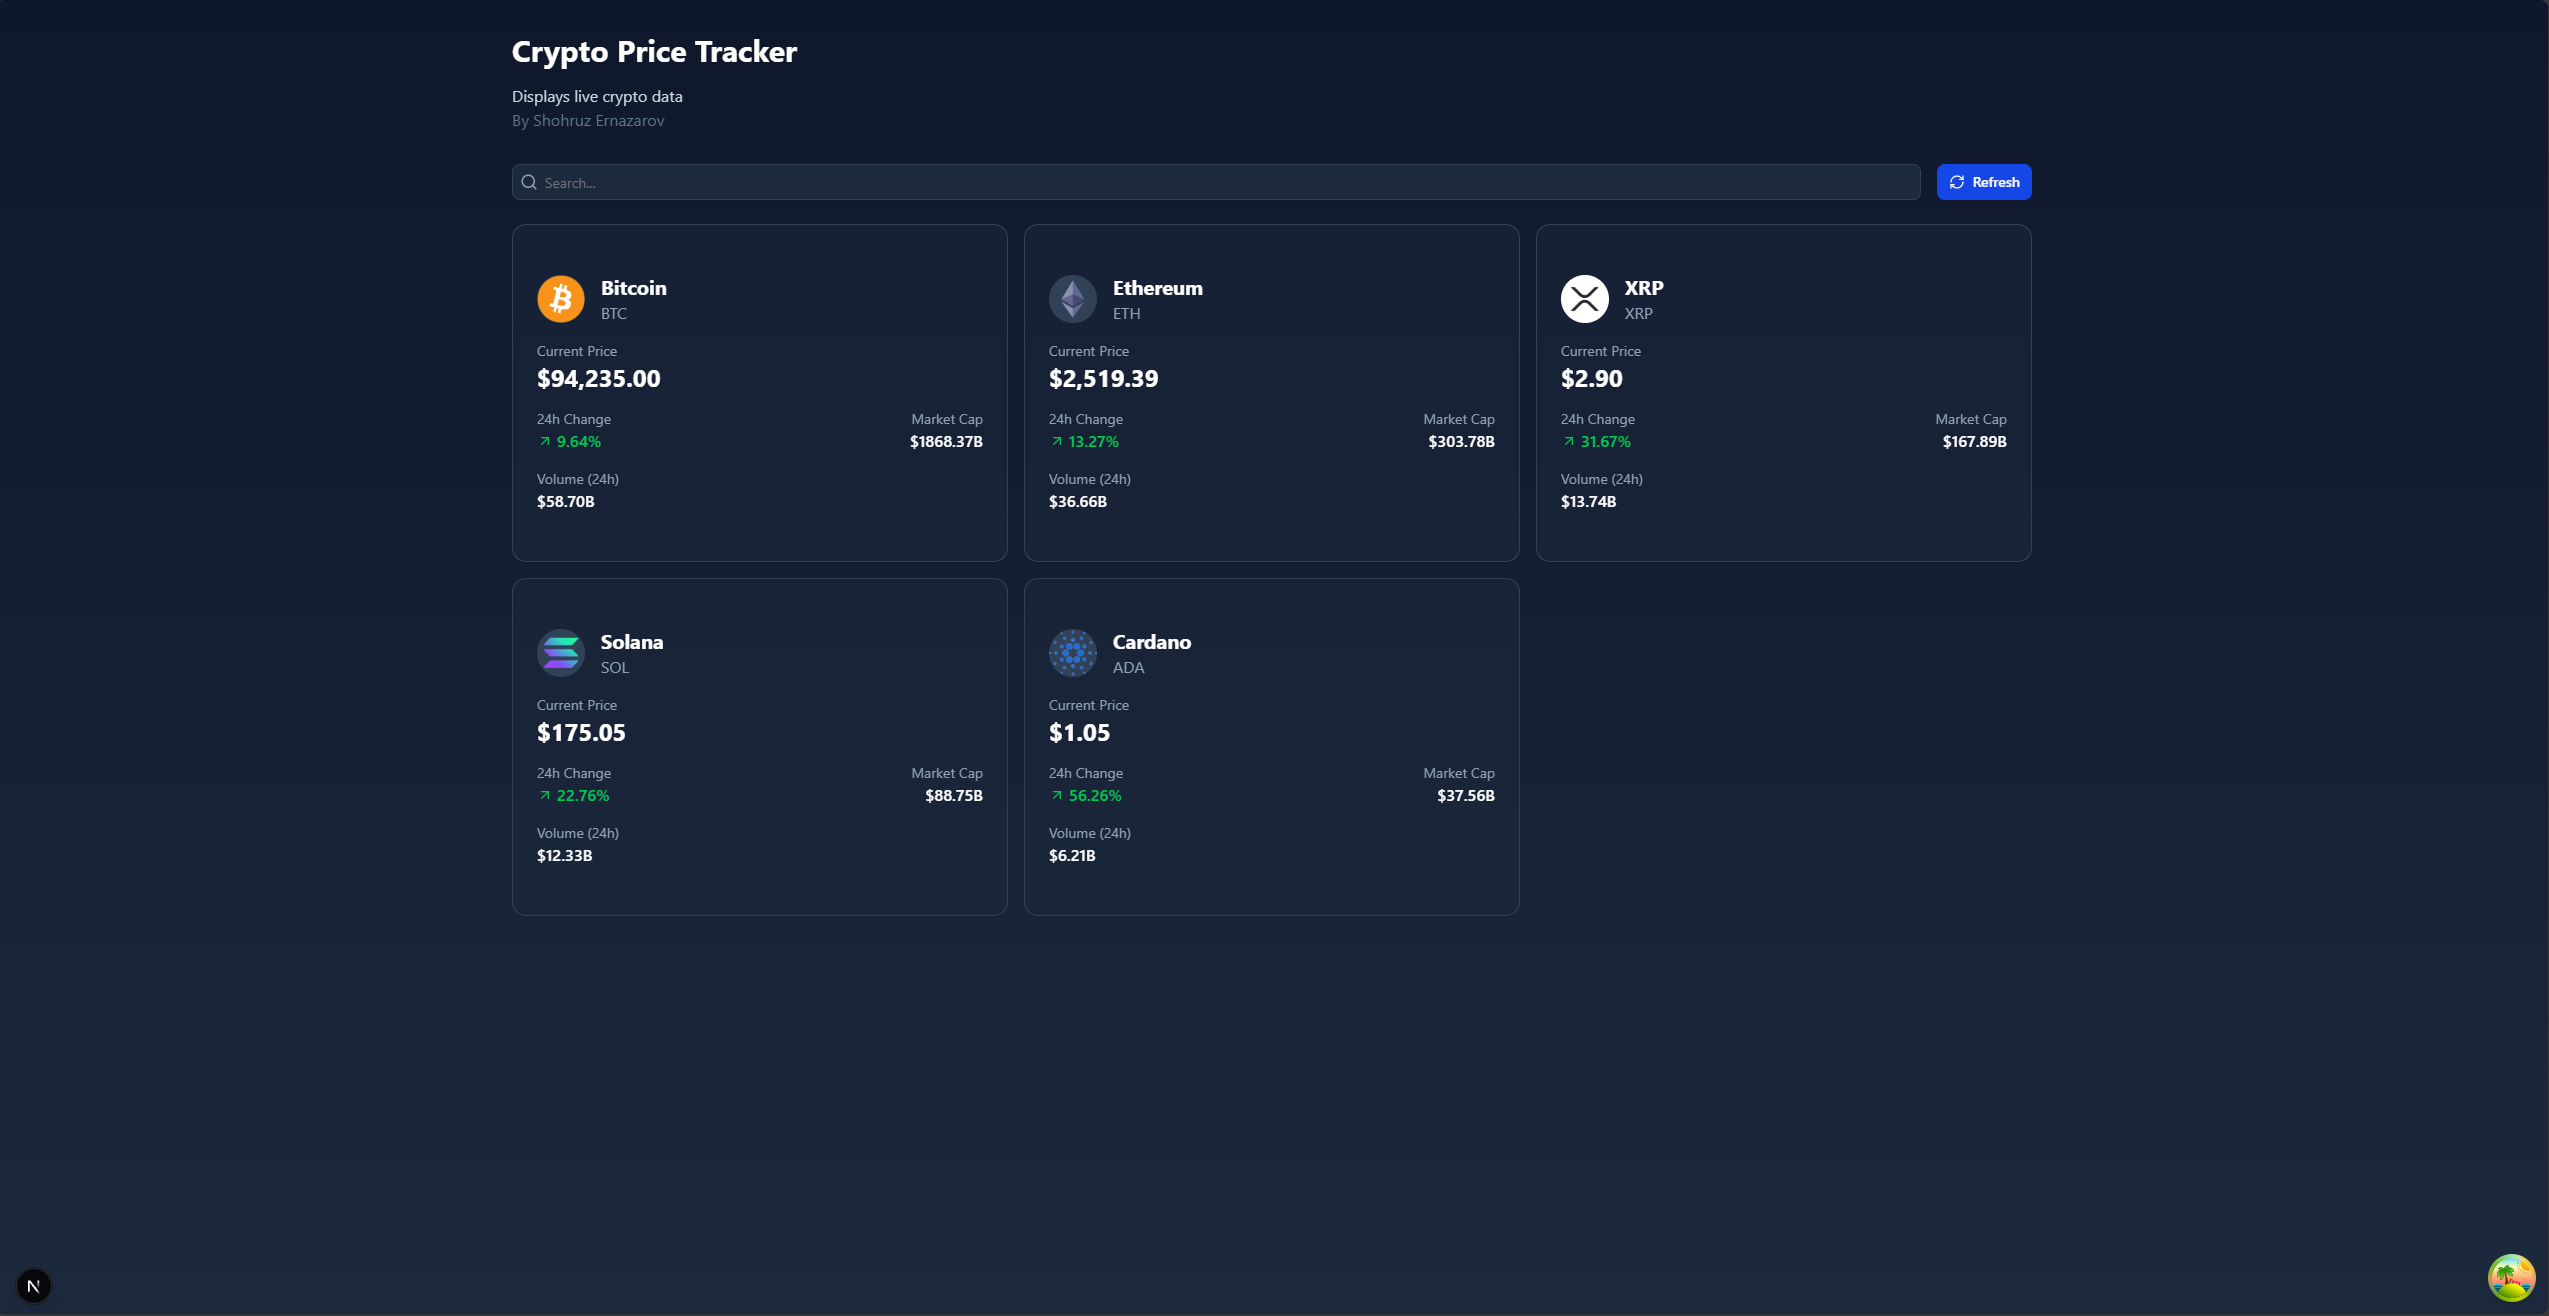 Crypto Price Tracker
Displays live crypto data
By Shohruz Ernazarov
Search...
Refresh
Bitcoin
BTC
Current Price
$94,235.00
24h Change
Market Cap
9.64%
$1868.37B
Volume (24h)
$58.70B
Ethereum
ETH
Current Price
$2,519.39
24h Change
Market Cap
13.27%
$303.78B
Volume (24h)
$36.66B
XRP
XRP
Current Price
$2.90
24h Change
Market Cap
31.67%
$167.89B
Volume (24h)
$13.74B
Solana
SOL
Current Price
$175.05
24h Change
Market Cap
22.76%
$88.75B
Volume (24h)
$12.33B
Cardano
ADA
Current Price
$1.05
24h Change
Market Cap
56.26%
$37.56B
Volume (24h)
$6.21B
N